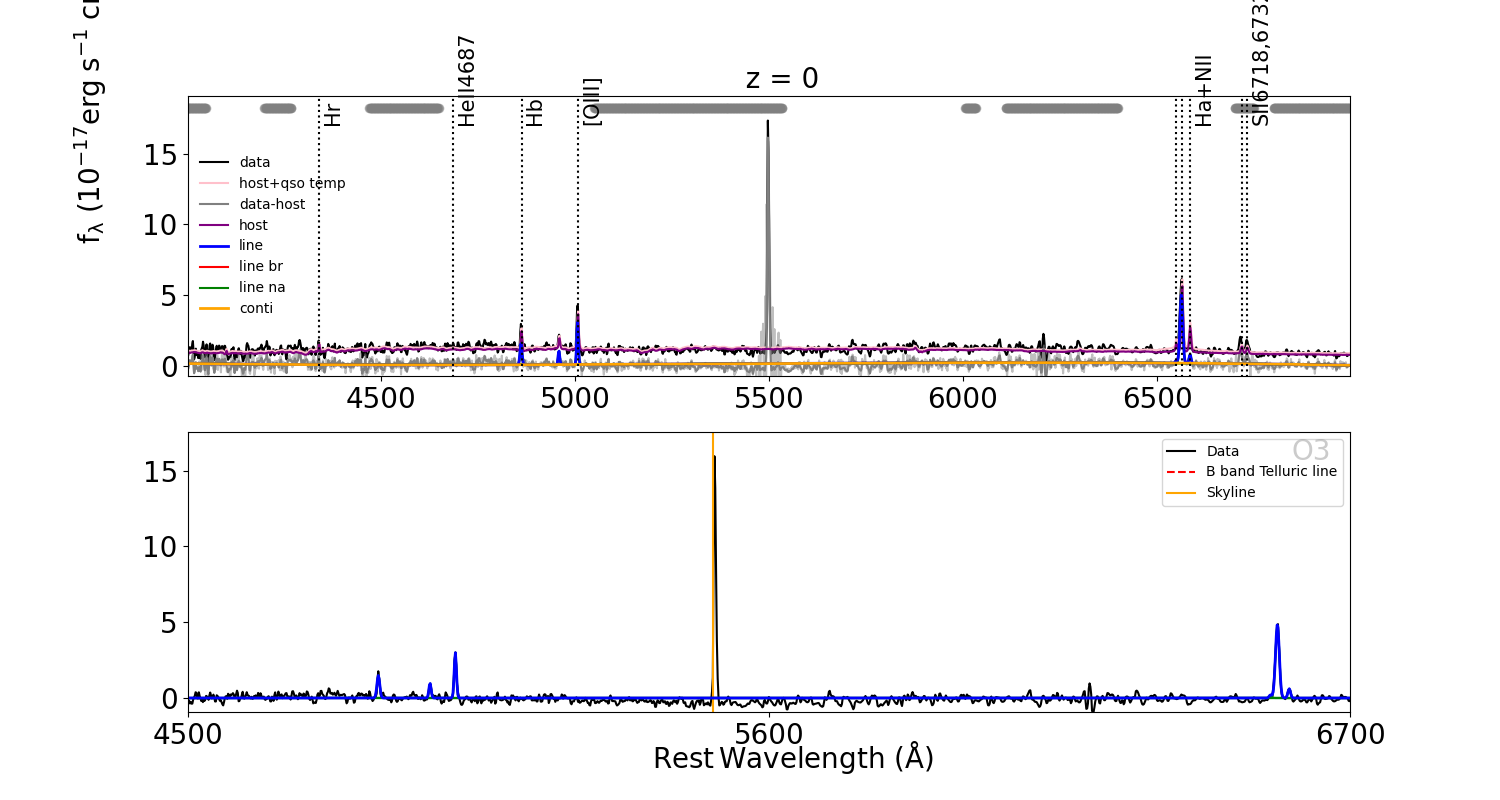 z = 0
f_λ (10^−17 erg s^−1
Hr
HeII4687
Hb
[OIII]
Ha+NII
SII6718,673
data
host+qso temp
data-host
host
line
line br
line na
conti
15
10
5
0
4500 5000 5500 6000 6500
O3
Data
B band Telluric line
Skyline
15
10
5
0
4500 5600 6700
Rest Wavelength (Å)